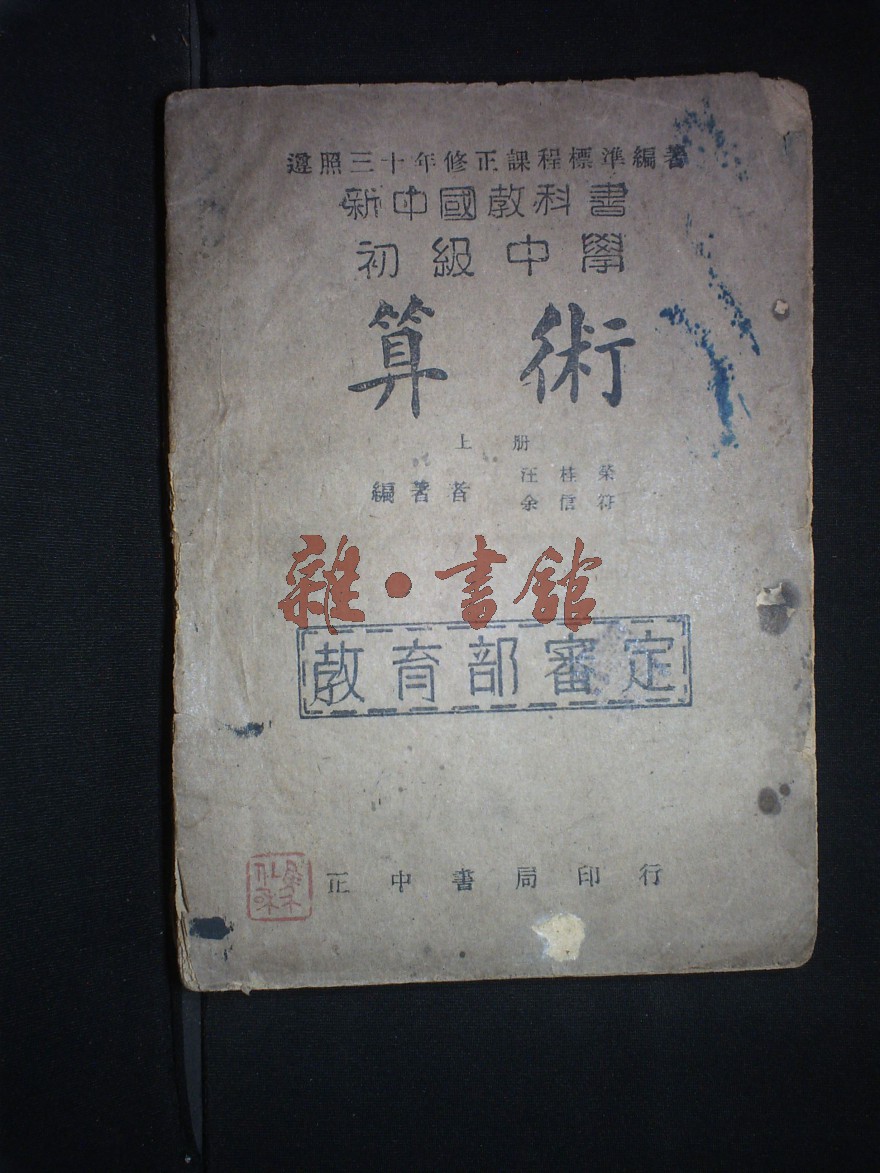 遵照三十年修正課程標準編著
新中國教科書
初級中學
算術
上册
編著者
汪桂榮
余信符
雜·書館
教育部審定
正中書局印行